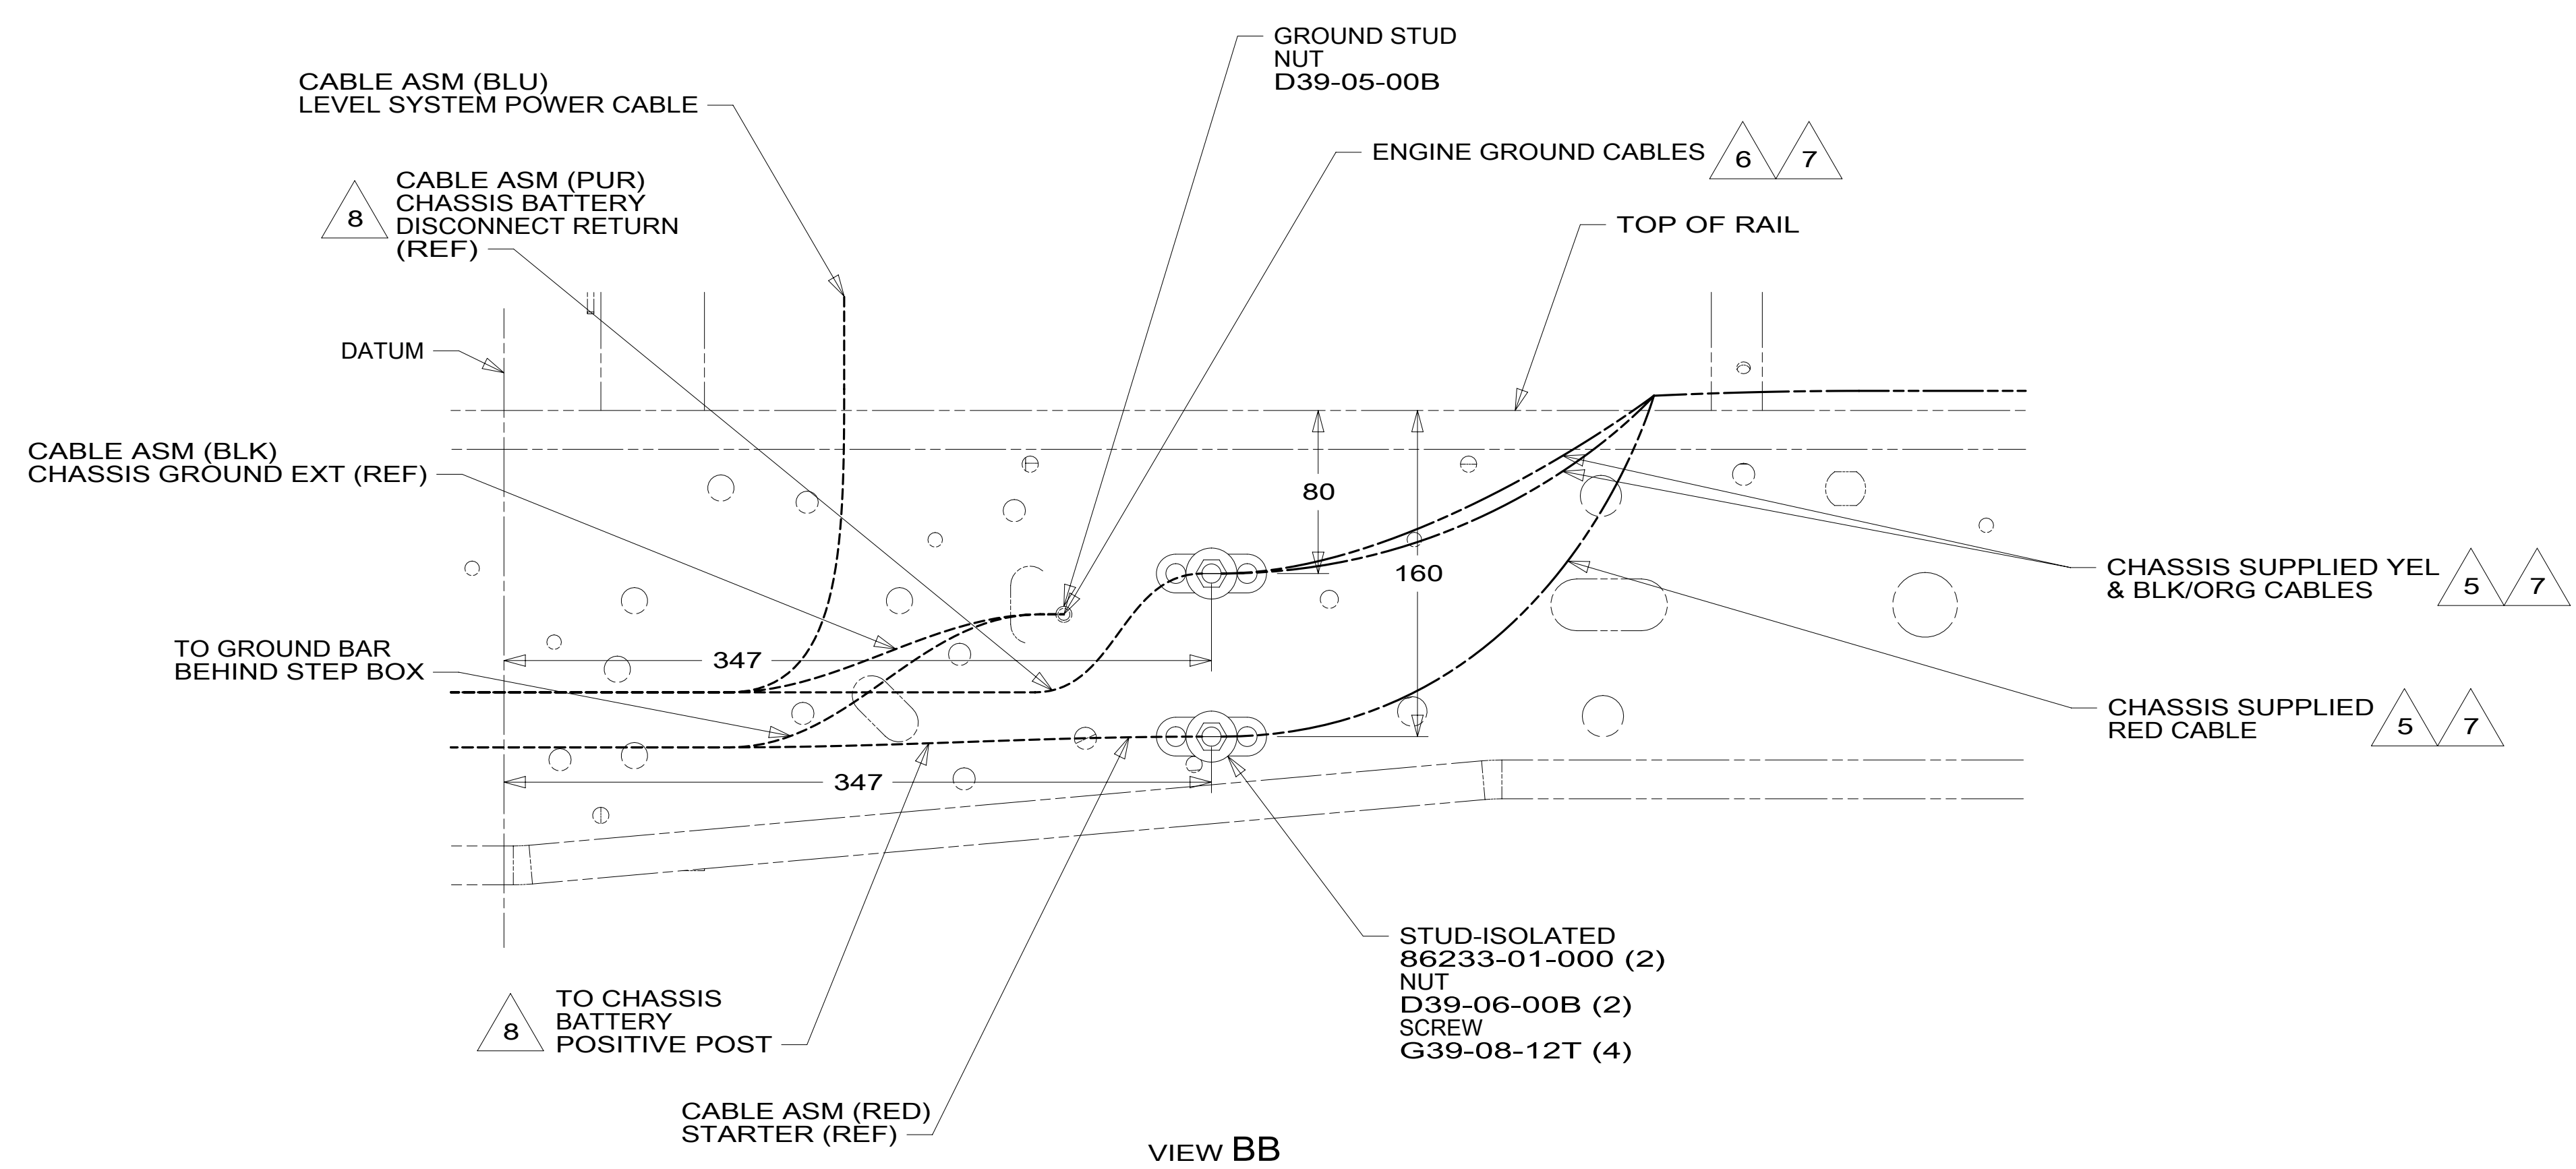 GROUND STUD
NUT
D39-05-00B
CABLE ASM (BLU)
LEVEL SYSTEM POWER CABLE
ENGINE GROUND CABLES 6 7
8
CABLE ASM (PUR)
CHASSIS BATTERY
DISCONNECT RETURN
(REF)
TOP OF RAIL
DATUM
CABLE ASM (BLK)
CHASSIS GROUND EXT (REF)
80
160
CHASSIS SUPPLIED YEL
& BLK/ORG CABLES
5 7
TO GROUND BAR
BEHIND STEP BOX
347
CHASSIS SUPPLIED
RED CABLE
5 7
347
STUD-ISOLATED
86233-01-000 (2)
NUT
D39-06-00B (2)
SCREW
G39-08-12T (4)
8
TO CHASSIS
BATTERY
POSITIVE POST
CABLE ASM (RED)
STARTER (REF)
VIEW BB